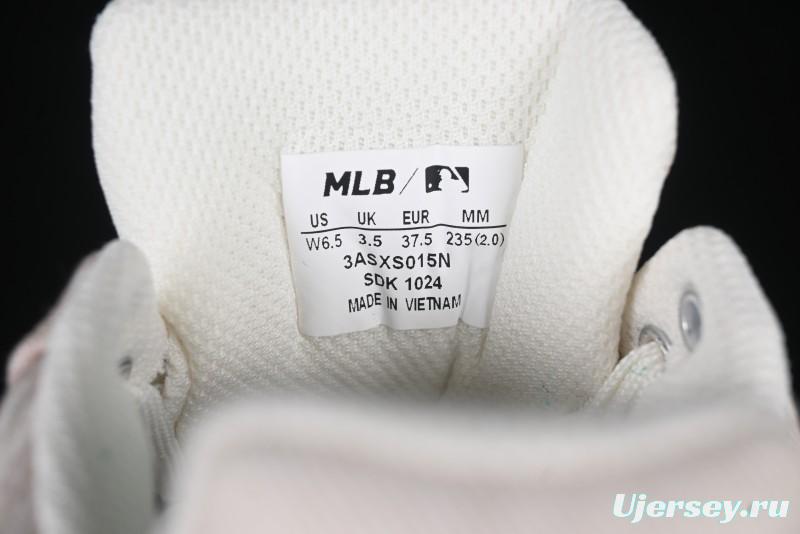 MLB /
US UK EUR MM
W6.5 3.5 37.5 235(2.0)
3ASXS015N
SDK 1024
MADE IN VIETNAM
Ujersey.ru